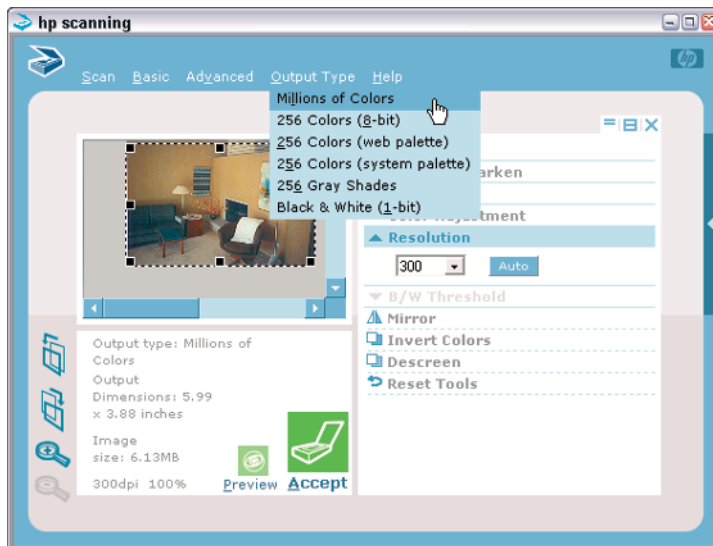 hp scanning
hp
Scan Basic Advanced Output Type Help
Millions of Colors
256 Colors (8-bit)
256 Colors (web palette)
256 Colors (system palette)
256 Gray Shades
Black & White (1-bit)
Resolution
300 Auto
B/W Threshold
Mirror
Invert Colors
Descreen
Reset Tools
Output type: Millions of
Colors
Output
Dimensions: 5.99
x 3.88 inches
Image
size: 6.13MB
300dpi 100%
Preview Accept